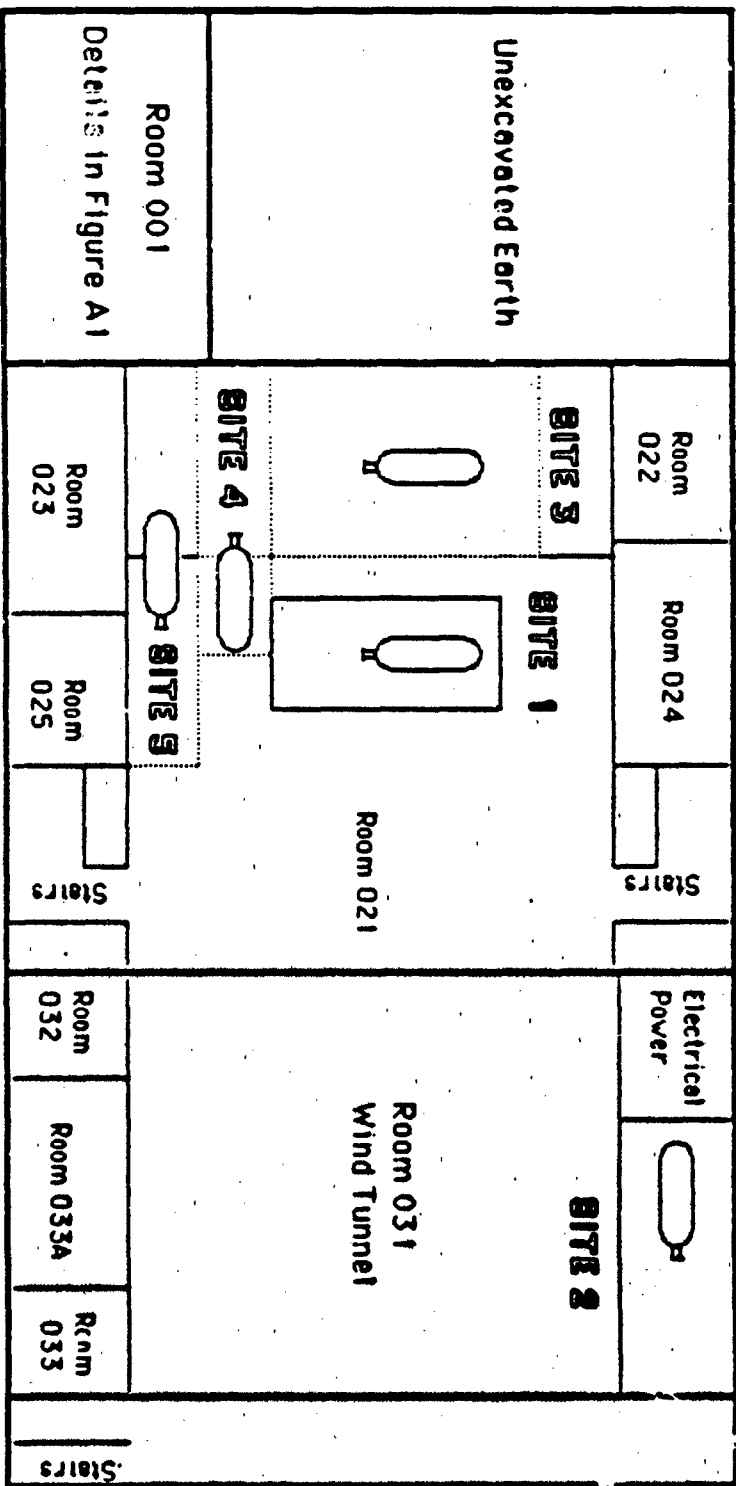 Room
022
Room 024
Stairs
Electrical
Power
Unexcavated Earth
SITE 3
SITE 1
SITE 2
Room 021
Room 031
Wind Tunnel
SITE 4
SITE 5
Room 001
Details in Figure A1
Room
023
Room
025
Stairs
Room
032
Room 033A
Room
033
Stairs